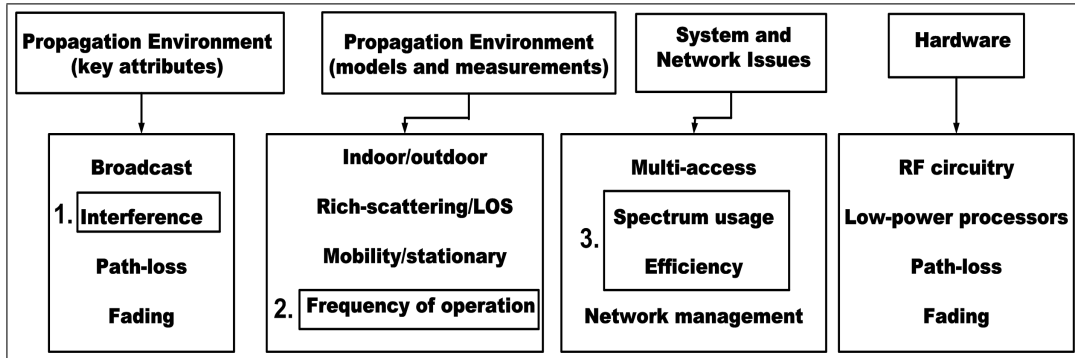 Propagation Environment
(key attributes)
Propagation Environment
(models and measurements)
System and
Network Issues
Hardware
Broadcast
1. Interference
Path-loss
Fading
Indoor/outdoor
Rich-scattering/LOS
Mobility/stationary
2. Frequency of operation
Multi-access
3. Spectrum usage
Efficiency
Network management
RF circuitry
Low-power processors
Path-loss
Fading